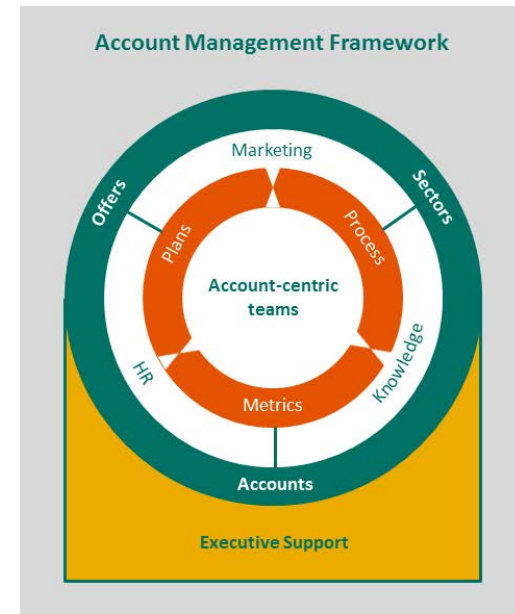 Account Management Framework
Marketing
Offers
Sectors
Plans
Process
Account-centric
teams
HR
Knowledge
Metrics
Accounts
Executive Support